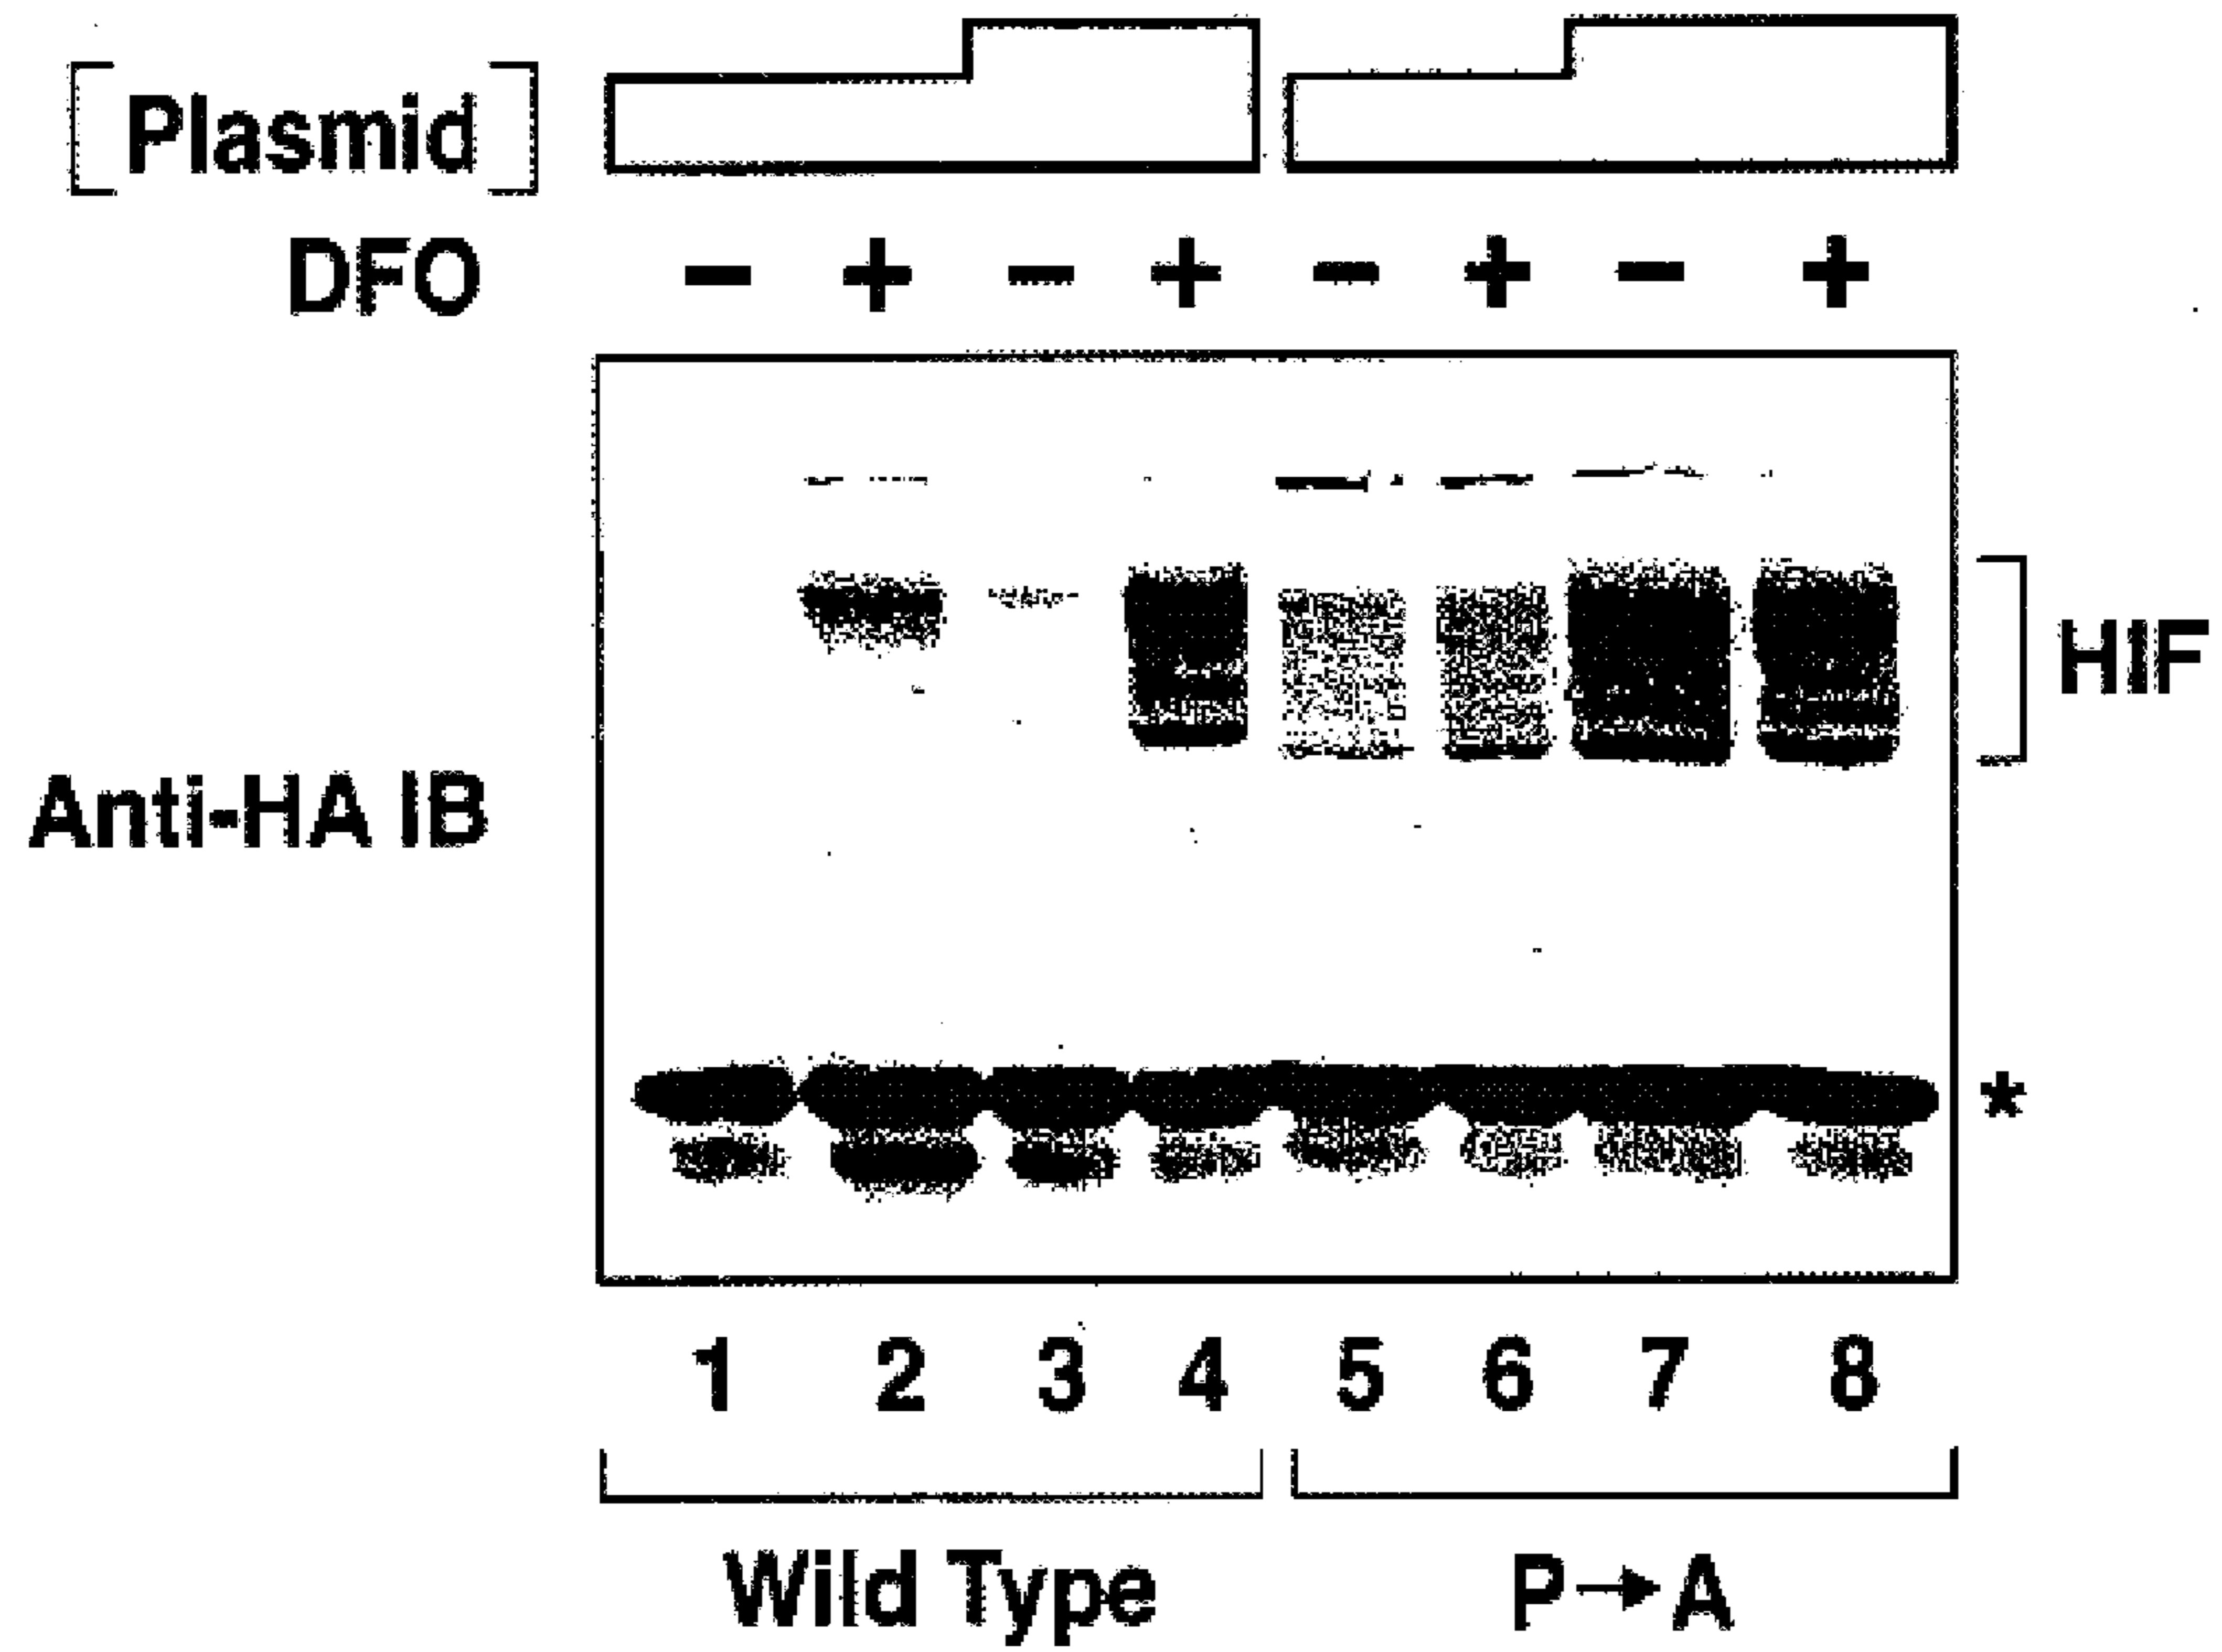 [Plasmid]
DFO - + - + - + - +
HIF
Anti-HA IB
*
1 2 3 4 5 6 7 8
Wild Type P→A